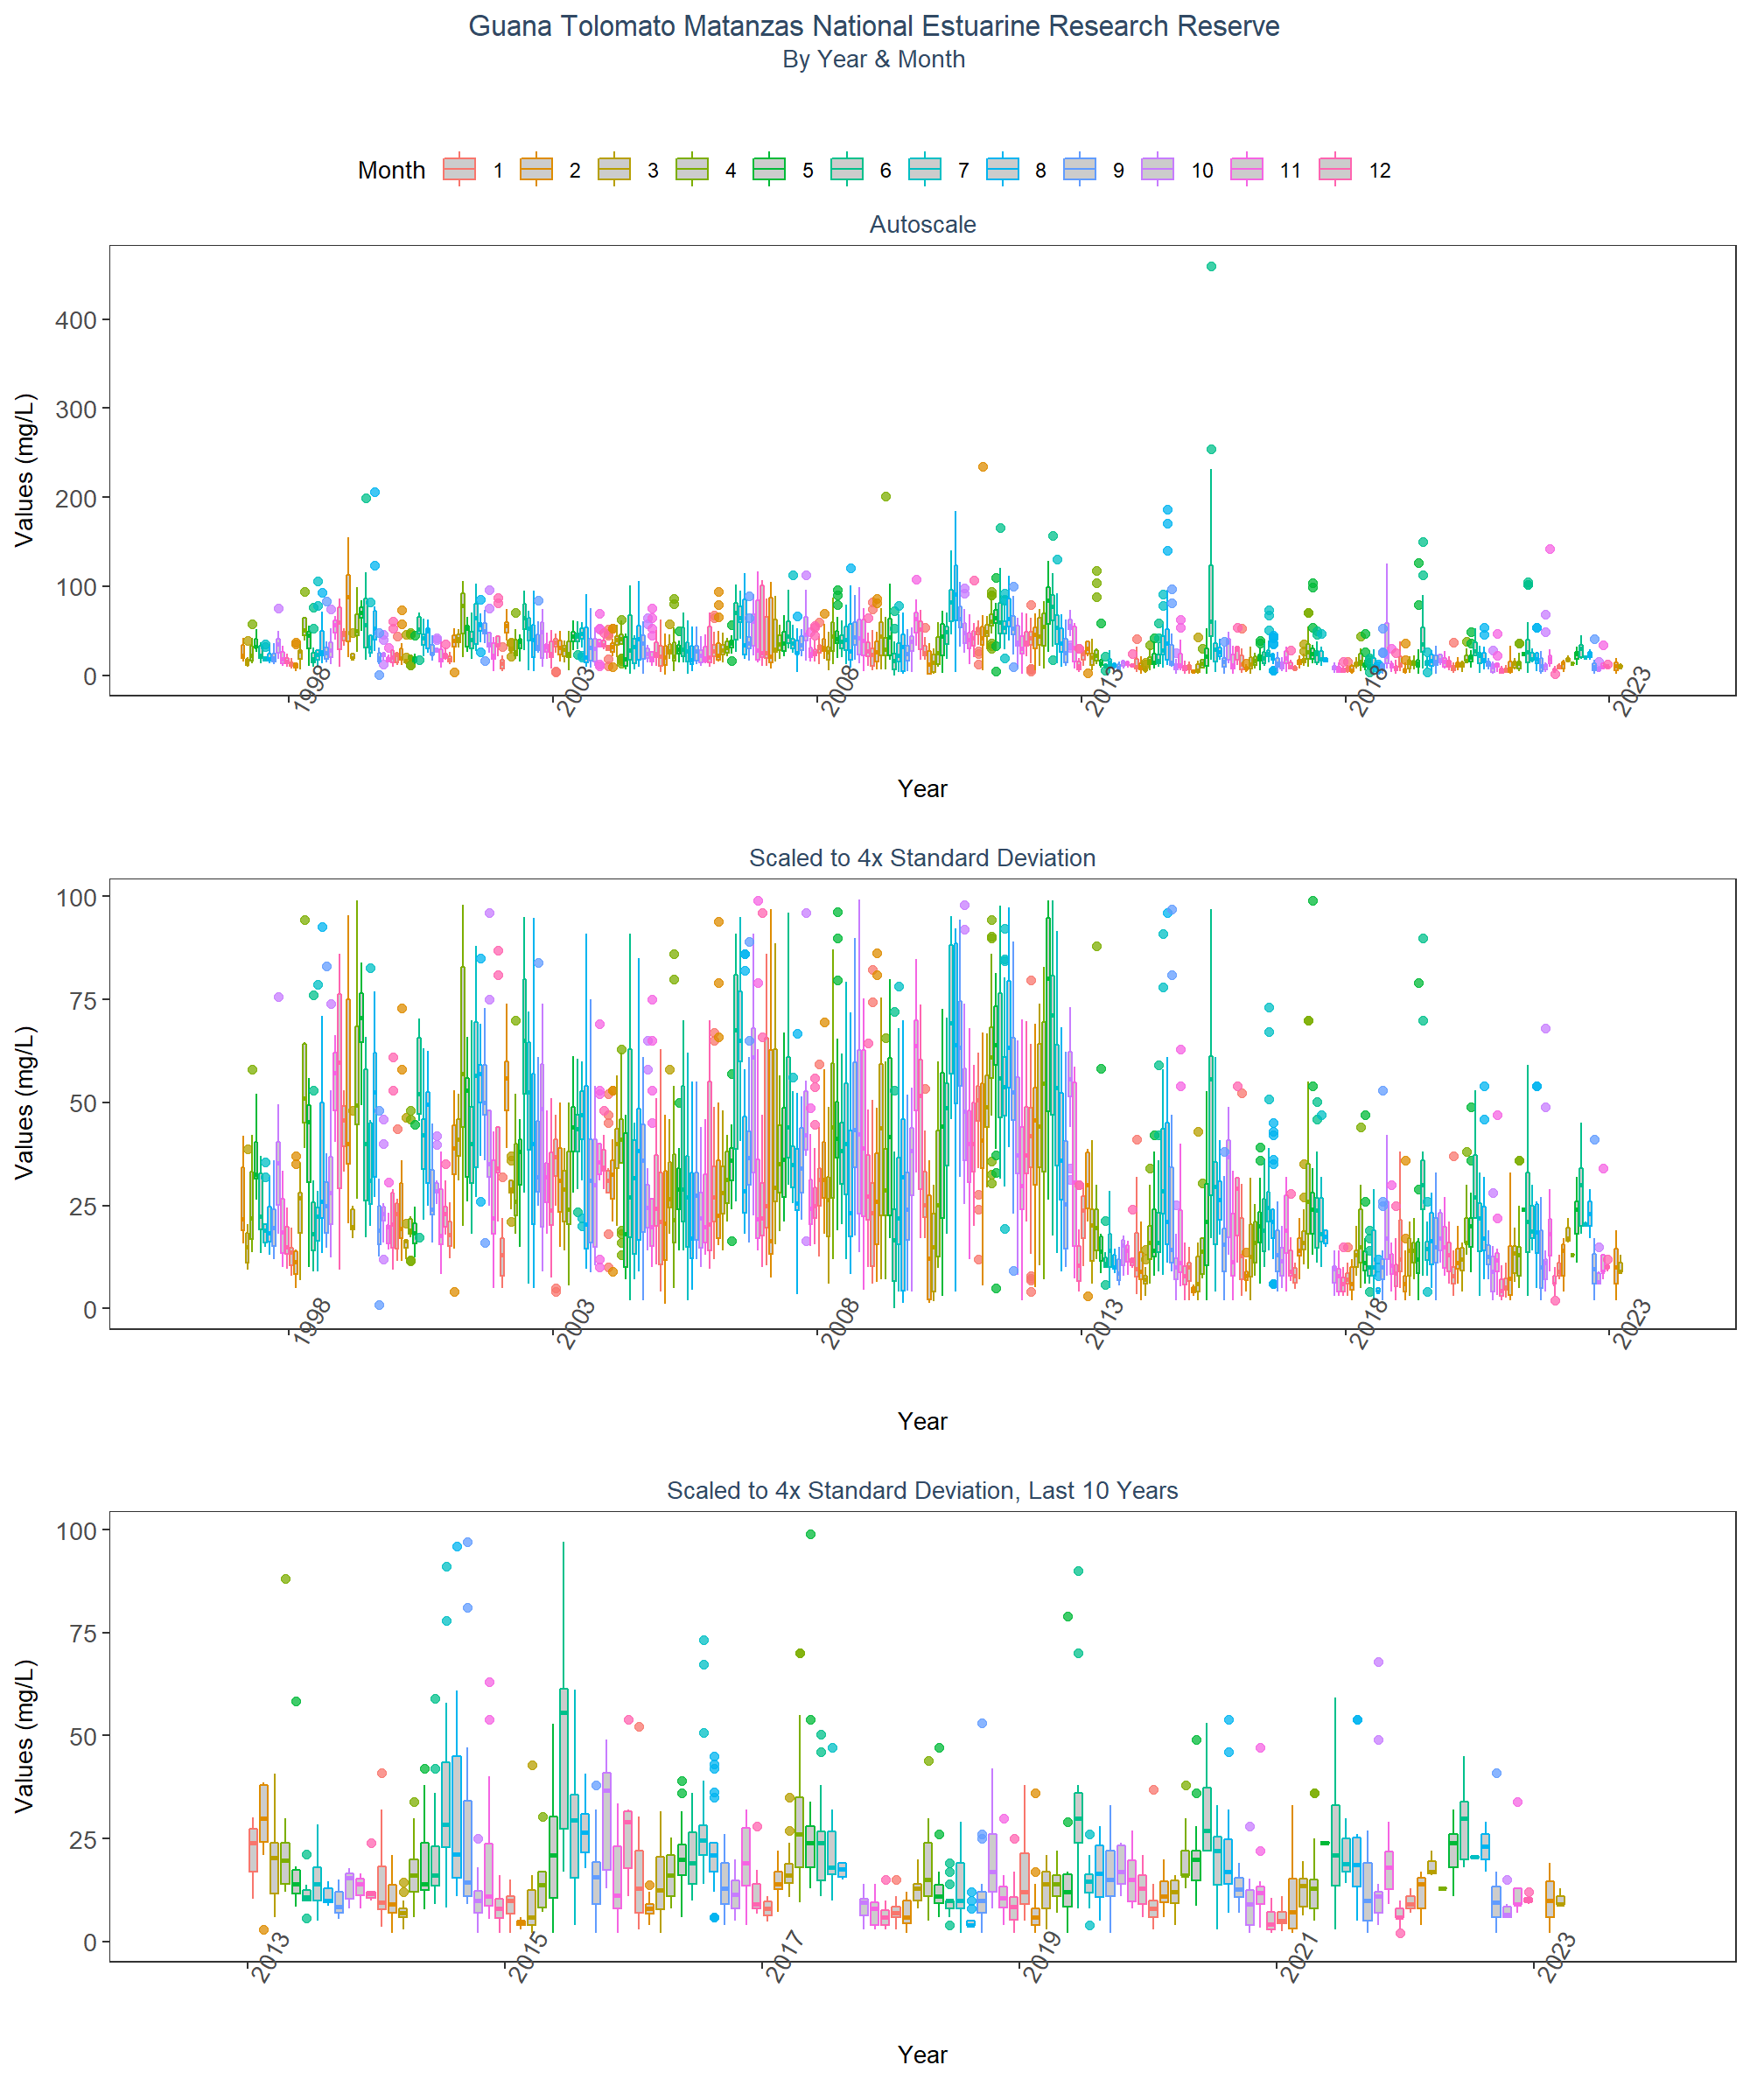 Guana Tolomato Matanzas National Estuarine Research Reserve
By Year & Month
Month 1 2 3 4 5 6 7 8 9 10 11 12
Autoscale
Values (mg/L)
400
300
200
100
0
1998 2003 2008 2013 2018 2023
Year
Scaled to 4x Standard Deviation
Values (mg/L)
100
75
50
25
0
1998 2003 2008 2013 2018 2023
Year
Scaled to 4x Standard Deviation, Last 10 Years
Values (mg/L)
100
75
50
25
0
2013 2015 2017 2019 2021 2023
Year